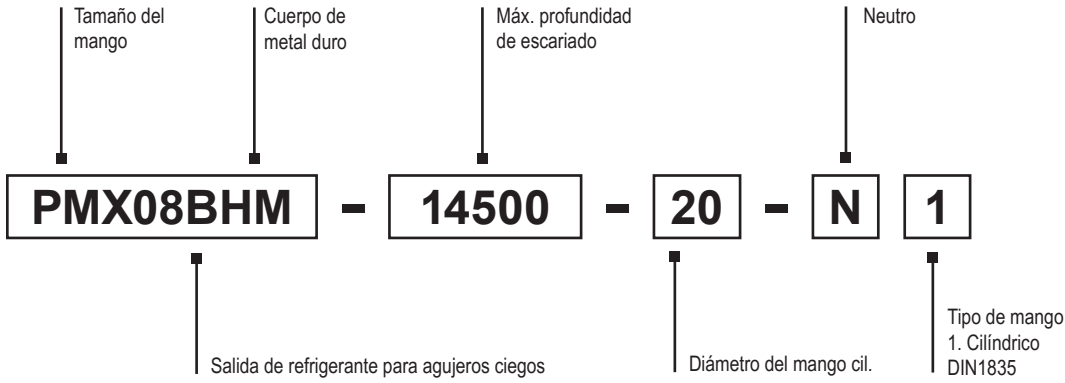 Tamaño del
mango
Cuerpo de
metal duro
Máx. profundidad
de escariado
Neutro
PMX08BHM - 14500 - 20 - N 1
Salida de refrigerante para agujeros ciegos
Diámetro del mango cil.
Tipo de mango
1. Cilíndrico
DIN1835